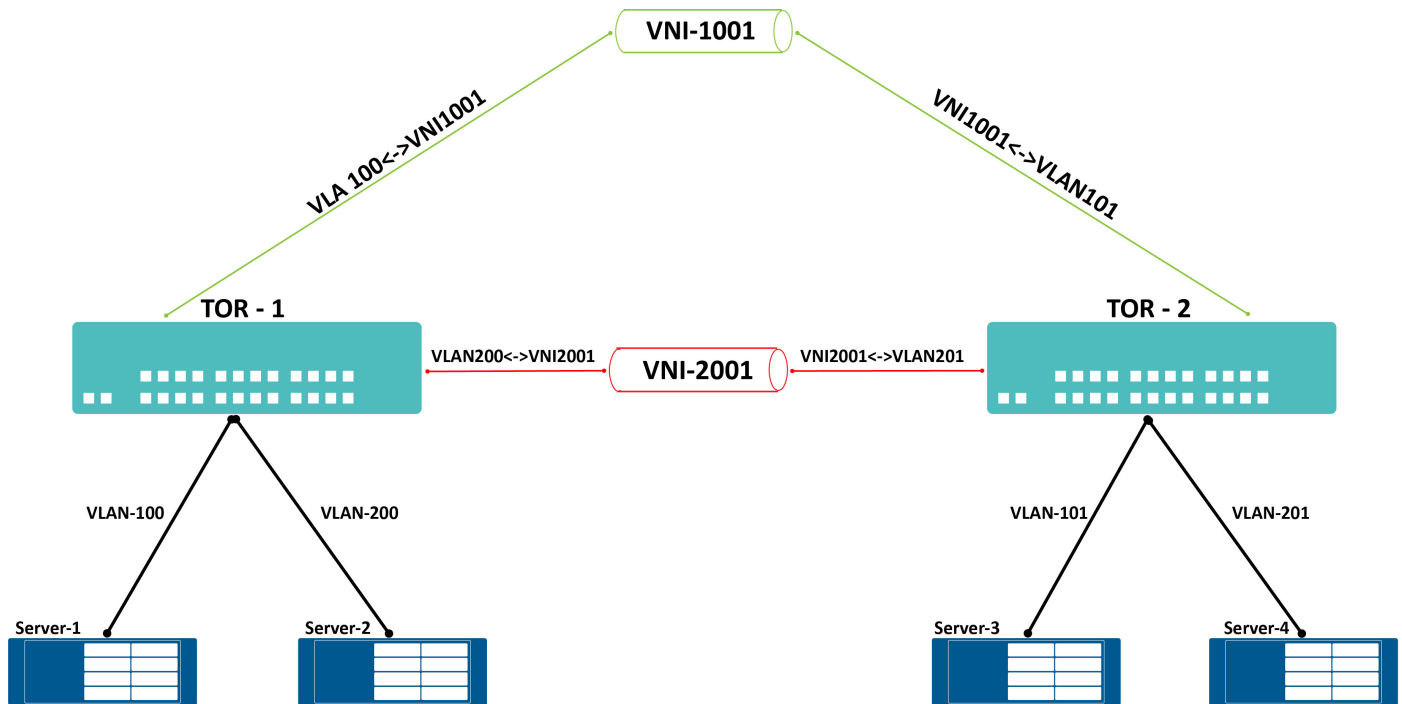 VNI-1001
VLA 100<->VNI1001
VNI1001<->VLAN101
TOR - 1
TOR - 2
VLAN200<->VNI2001
VNI-2001
VNI2001<->VLAN201
VLAN-100
VLAN-200
VLAN-101
VLAN-201
Server-1
Server-2
Server-3
Server-4